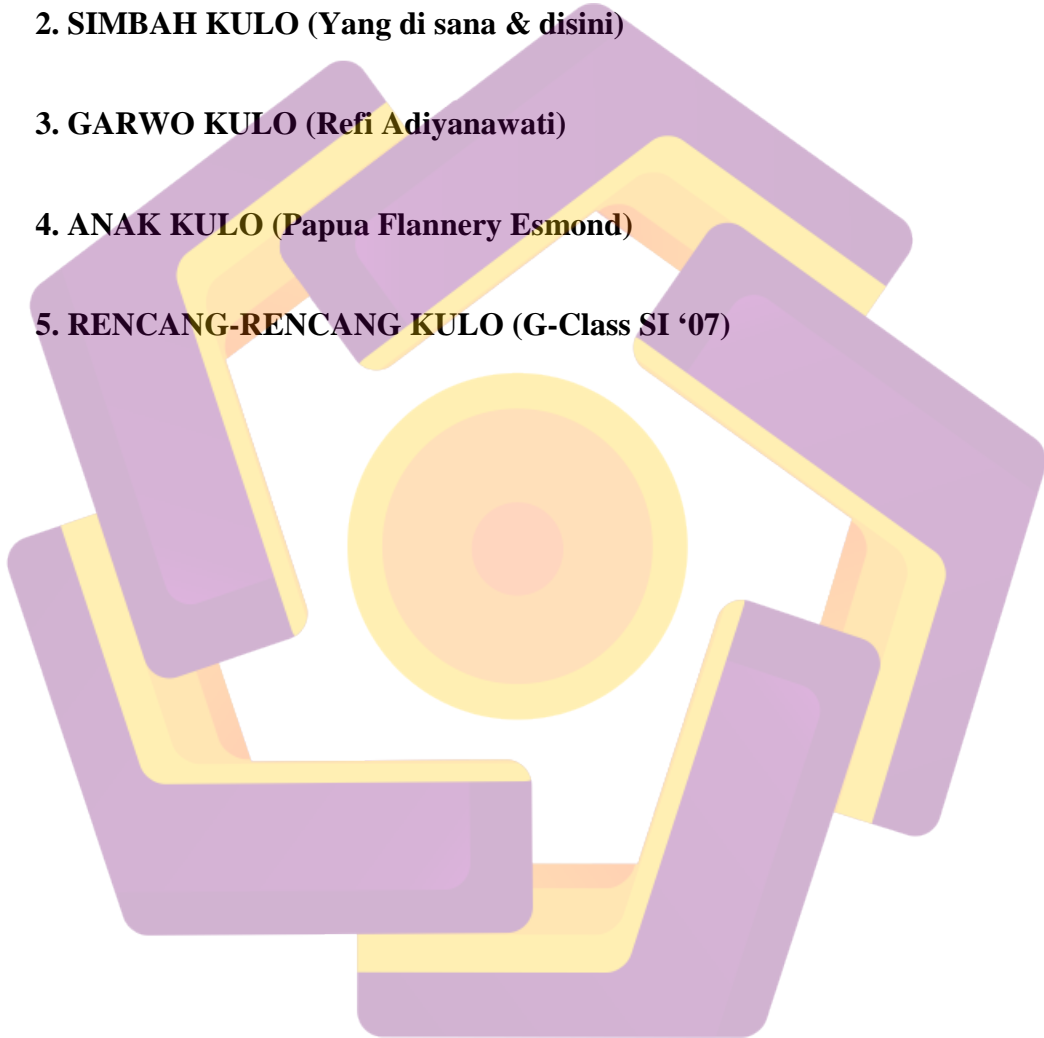 2. SIMBAH KULO (Yang di sana & disini)
3. GARWO KULO (Refi Adiyanawati)
4. ANAK KULO (Papua Flannery Esmond)
5. RENCANG-RENCANG KULO (G-Class SI ‘07)